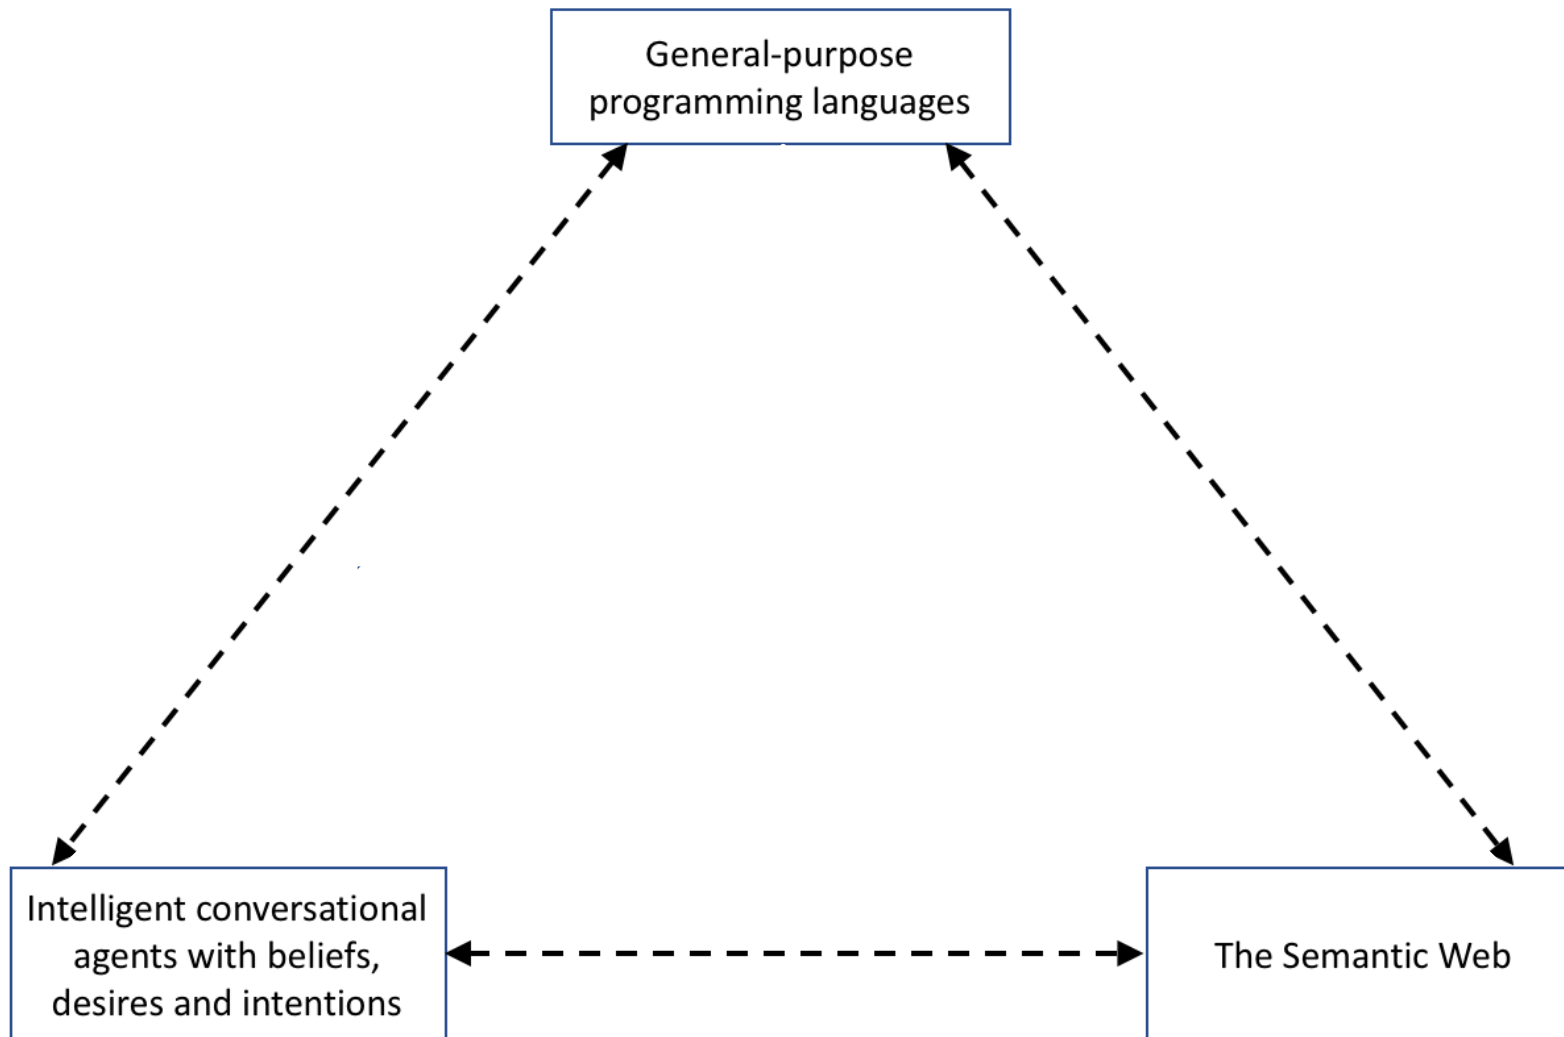 General-purpose
programming languages
Intelligent conversational
agents with beliefs,
desires and intentions
The Semantic Web